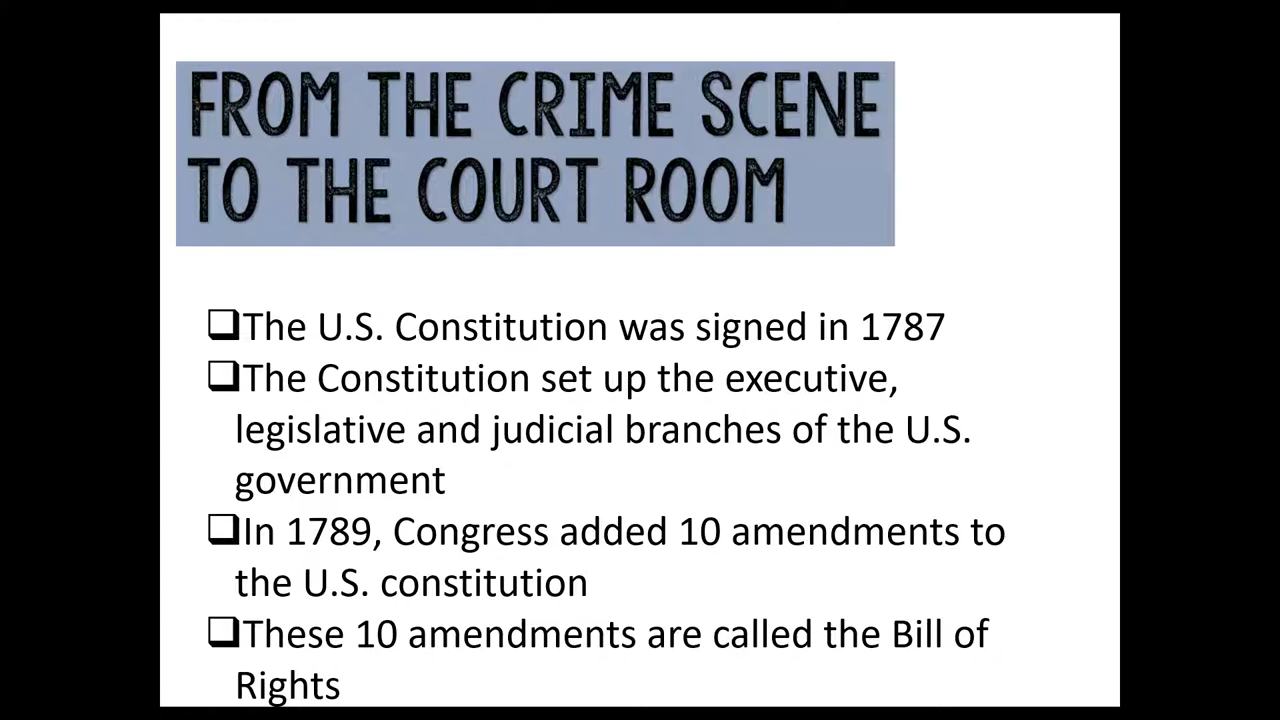 FROM THE CRIME SCENE
TO THE COURT ROOM
❑The U.S. Constitution was signed in 1787
❑The Constitution set up the executive,
legislative and judicial branches of the U.S.
government
❑In 1789, Congress added 10 amendments to
the U.S. constitution
❑These 10 amendments are called the Bill of
Rights